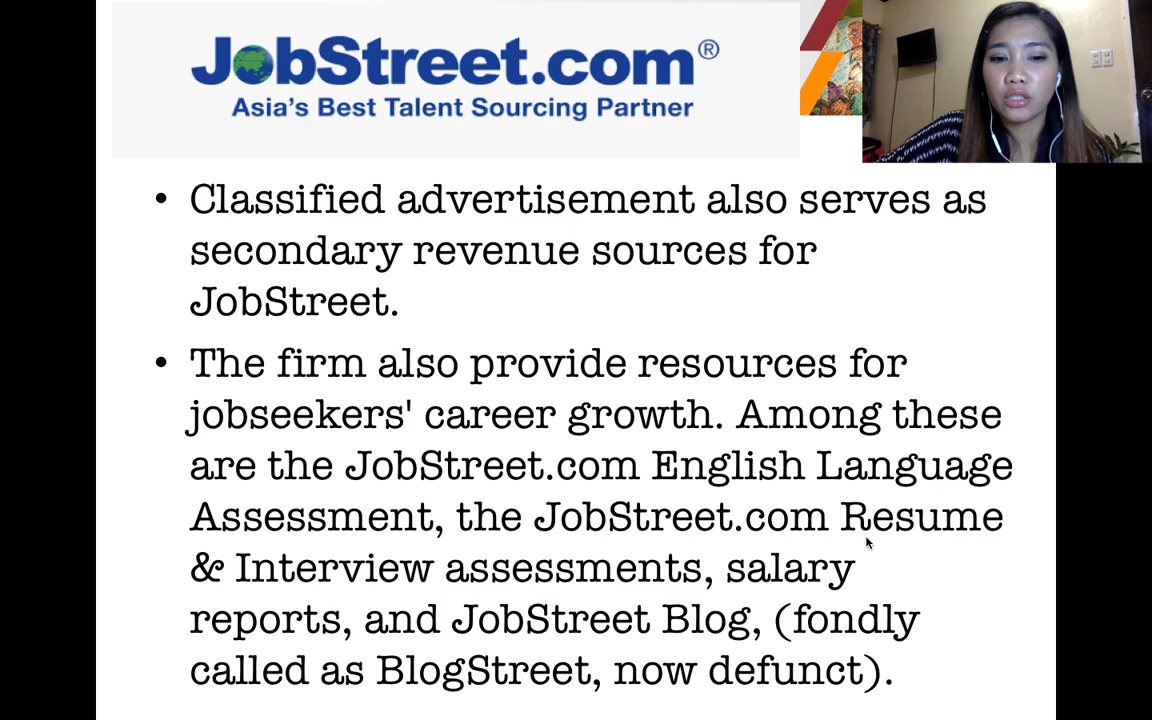 JobStreet.com®
Asia's Best Talent Sourcing Partner
• Classified advertisement also serves as
secondary revenue sources for
JobStreet.
• The firm also provide resources for
jobseekers' career growth. Among these
are the JobStreet.com English Language
Assessment, the JobStreet.com Resume
& Interview assessments, salary
reports, and JobStreet Blog, (fondly
called as BlogStreet, now defunct).